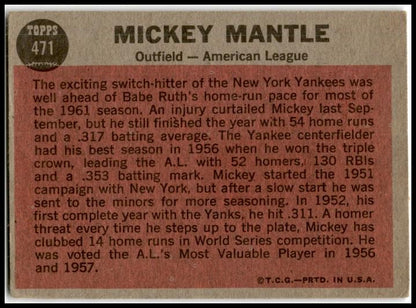 TOPPS
471
MICKEY MANTLE
Outfield — American League
The exciting switch-hitter of the New York Yankees was
well ahead of Babe Ruth's home-run pace for most of
the 1961 season. An injury curtailed Mickey last Sep-
tember, but he still finished the year with 54 home runs
and a .317 batting average. The Yankee centerfielder
had his best season in 1956 when he won the triple
crown, leading the A.L. with 52 homers, 130 RBIs
and a .353 batting mark. Mickey started the 1951
campaign with New York, but after a slow start he was
sent to the minors for more seasoning. In 1952, his
first complete year with the Yanks, he hit .311. A homer
threat every time he steps up to the plate, Mickey has
clubbed 14 home runs in World Series competition. He
was voted the A.L.'s Most Valuable Player in 1956
and 1957.
©T.C.G.—PRTD. IN U.S.A.